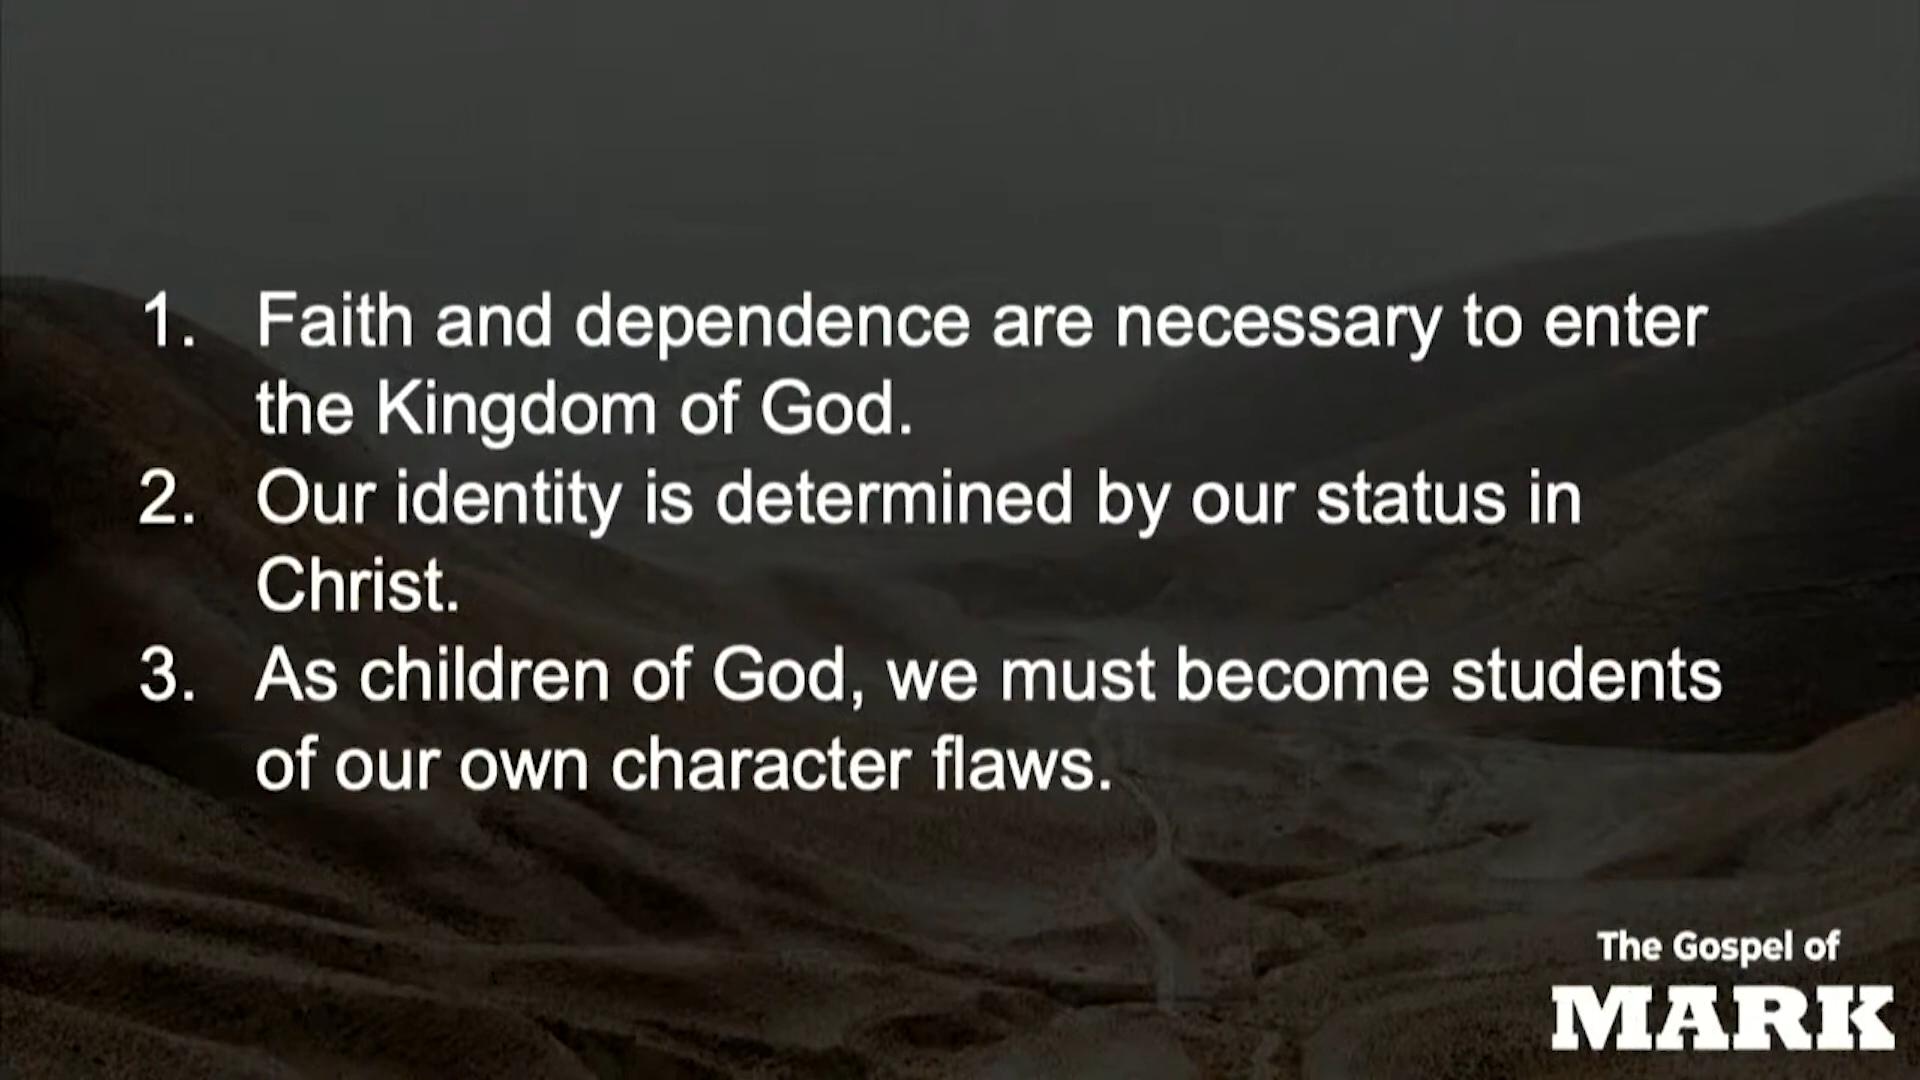 1. Faith and dependence are necessary to enter
the Kingdom of God.
2. Our identity is determined by our status in
Christ.
3. As children of God, we must become students
of our own character flaws.
The Gospel of
MARK